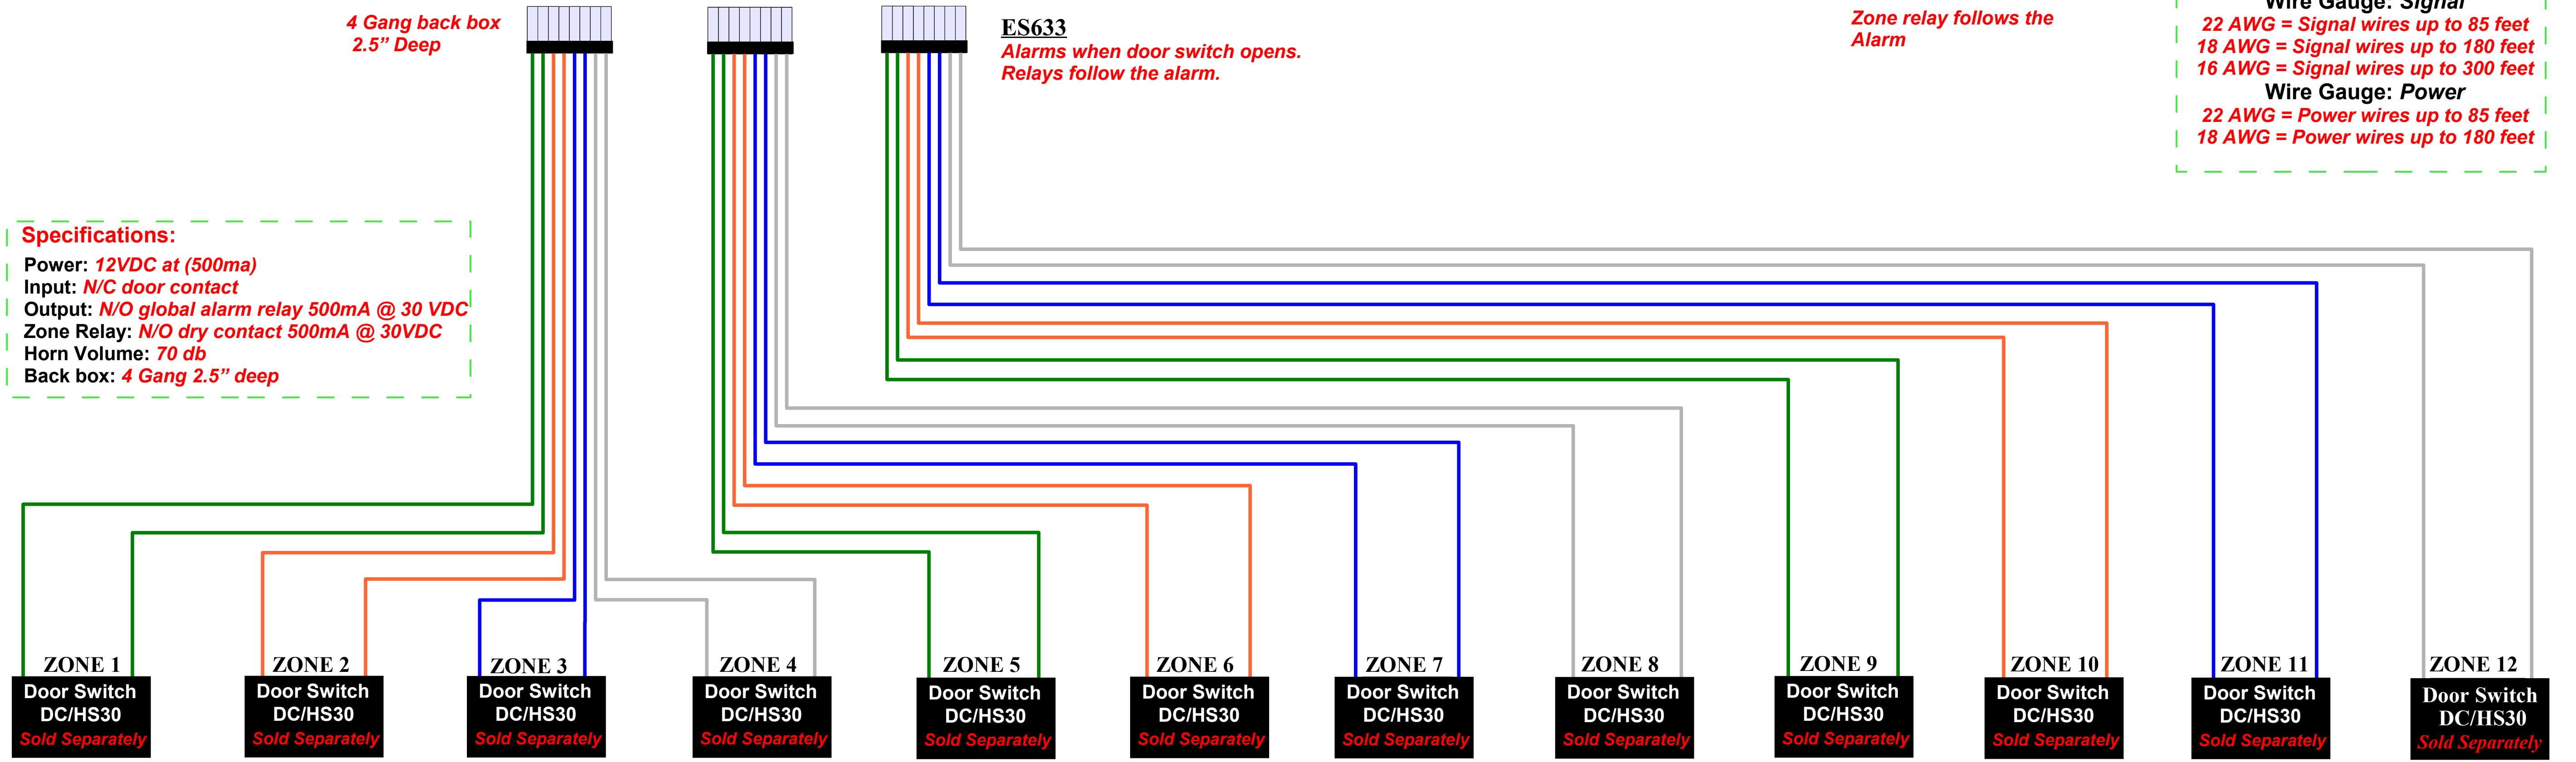 4 Gang back box
2.5” Deep
ES633
Alarms when door switch opens.
Relays follow the alarm.
Zone relay follows the
Alarm
Wire Gauge: Signal
22 AWG = Signal wires up to 85 feet
18 AWG = Signal wires up to 180 feet
16 AWG = Signal wires up to 300 feet
Wire Gauge: Power
22 AWG = Power wires up to 85 feet
18 AWG = Power wires up to 180 feet
Specifications:
Power: 12VDC at (500ma)
Input: N/C door contact
Output: N/O global alarm relay 500mA @ 30 VDC
Zone Relay: N/O dry contact 500mA @ 30VDC
Horn Volume: 70 db
Back box: 4 Gang 2.5” deep
ZONE 1
Door Switch
DC/HS30
Sold Separately
ZONE 2
Door Switch
DC/HS30
Sold Separately
ZONE 3
Door Switch
DC/HS30
Sold Separately
ZONE 4
Door Switch
DC/HS30
Sold Separately
ZONE 5
Door Switch
DC/HS30
Sold Separately
ZONE 6
Door Switch
DC/HS30
Sold Separately
ZONE 7
Door Switch
DC/HS30
Sold Separately
ZONE 8
Door Switch
DC/HS30
Sold Separately
ZONE 9
Door Switch
DC/HS30
Sold Separately
ZONE 10
Door Switch
DC/HS30
Sold Separately
ZONE 11
Door Switch
DC/HS30
Sold Separately
ZONE 12
Door Switch
DC/HS30
Sold Separately